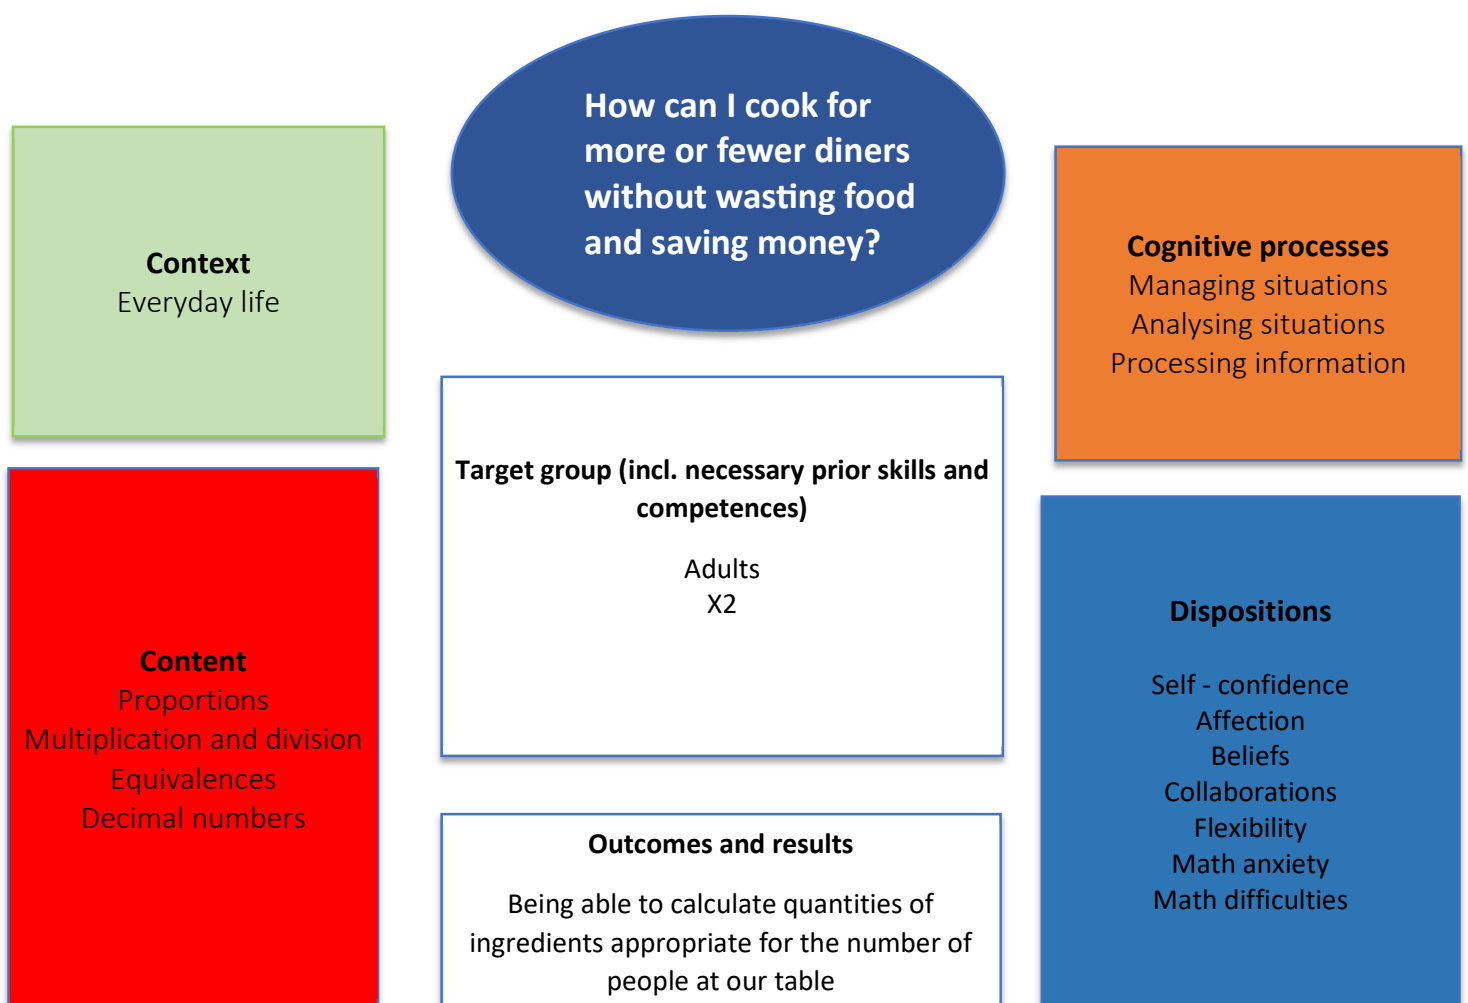 How can I cook for
more or fewer diners
without wasting food
and saving money?
Context
Everyday life
Cognitive processes
Managing situations
Analysing situations
Processing information
Target group (incl. necessary prior skills and
competences)
Adults
X2
Content
Proportions
Multiplication and division
Equivalences
Decimal numbers
Dispositions
Self - confidence
Affection
Beliefs
Collaborations
Flexibility
Math anxiety
Math difficulties
Outcomes and results
Being able to calculate quantities of
ingredients appropriate for the number of
people at our table